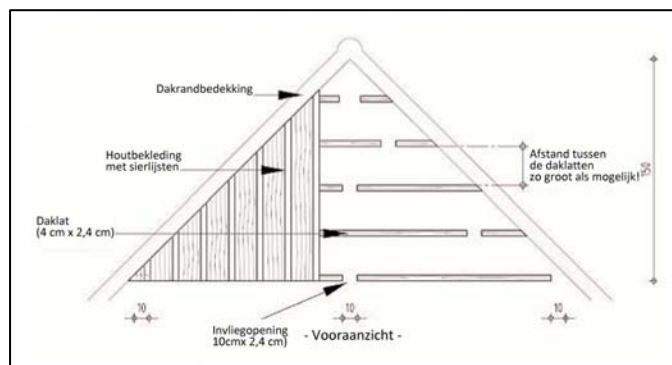 Dakrandbedekking
Houtbekleding
met sierlijsten
Daklat
(4 cm x 2,4 cm)
Afstand tussen
de daklatten
zo groot als mogelijk!
150
10
10
10
Invliegopening
10cmx 2,4 cm)
- Vooraanzicht -